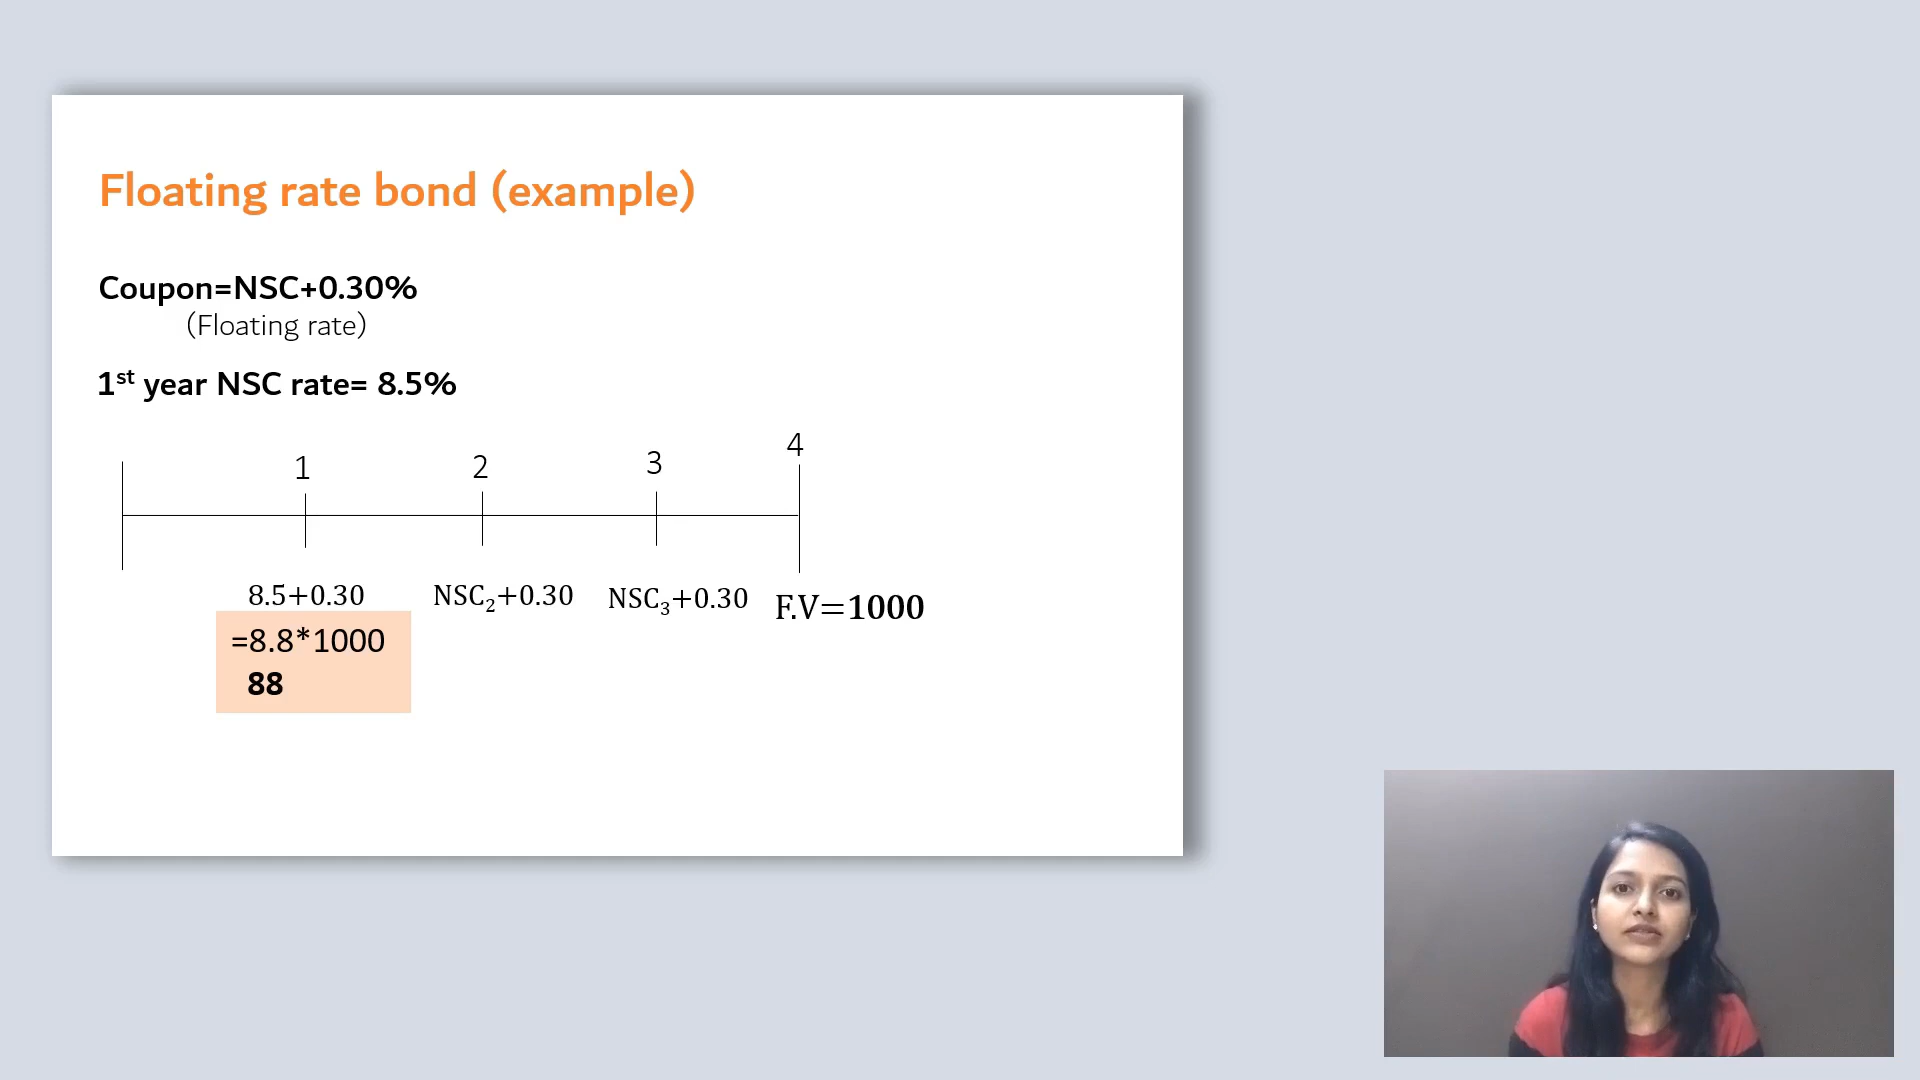 Floating rate bond (example)
Coupon=NSC+0.30%
(Floating rate)
1st year NSC rate= 8.5%
1 2 3 4
8.5+0.30 NSC₂+0.30 NSC₃+0.30 F.V=1000
=8.8*1000
88